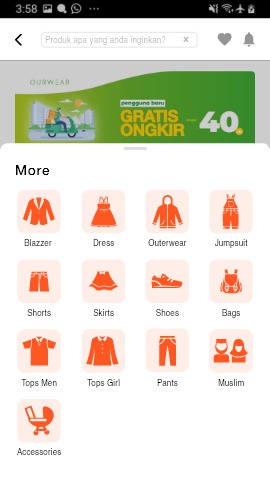 3:58
Produk apa yang anda inginkan?
OURWEAR
pengguna baru
GRATIS
ONGKIR
40
More
Blazzer Dress Outerwear Jumpsuit
Shorts Skirts Shoes Bags
Tops Men Tops Girl Pants Muslim
Accessories